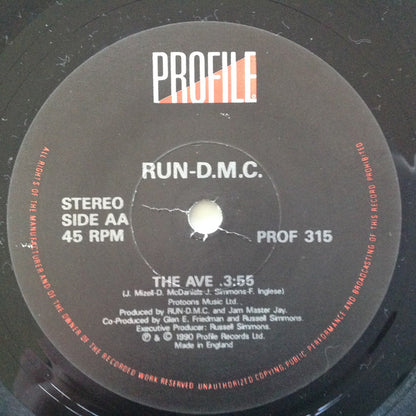 PROFILE
RUN-D.M.C.
STEREO
SIDE AA
45 RPM
PROF 315
THE AVE .3:55
(J. Mizell-D. McDaniels-J. Simmons-F. Inglese)
Protoons Music Ltd.
Produced by RUN-D.M.C. and Jam Master Jay.
Co-Produced by Glen E. Friedman and Russell Simmons.
Executive Producer: Russell Simmons.
℗ & © 1990 Profile Records Ltd.
Made in England
ALL RIGHTS OF THE MANUFACTURER AND OF THE OWNER OF THE RECORDED WORK RESERVED UNAUTHORIZED COPYING, PUBLIC PERFORMANCE AND BROADCASTING OF THIS RECORD PROHIBITED